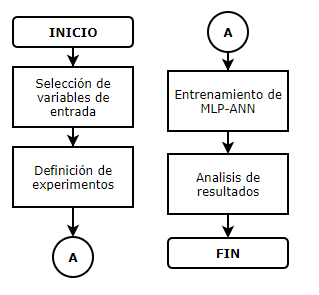 INICIO
Selección de
variables de
entrada
Definición de
experimentos
A
A
Entrenamiento de
MLP-ANN
Analisis de
resultados
FIN